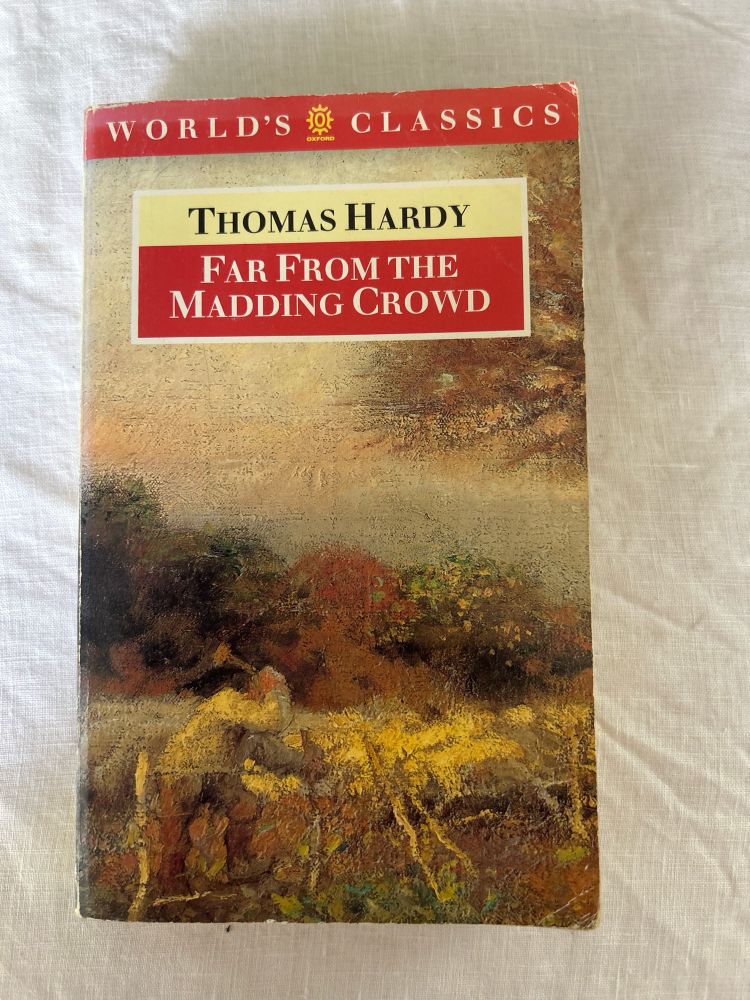 WORLD'S CLASSICS
OXFORD
THOMAS HARDY
FAR FROM THE
MADDING CROWD